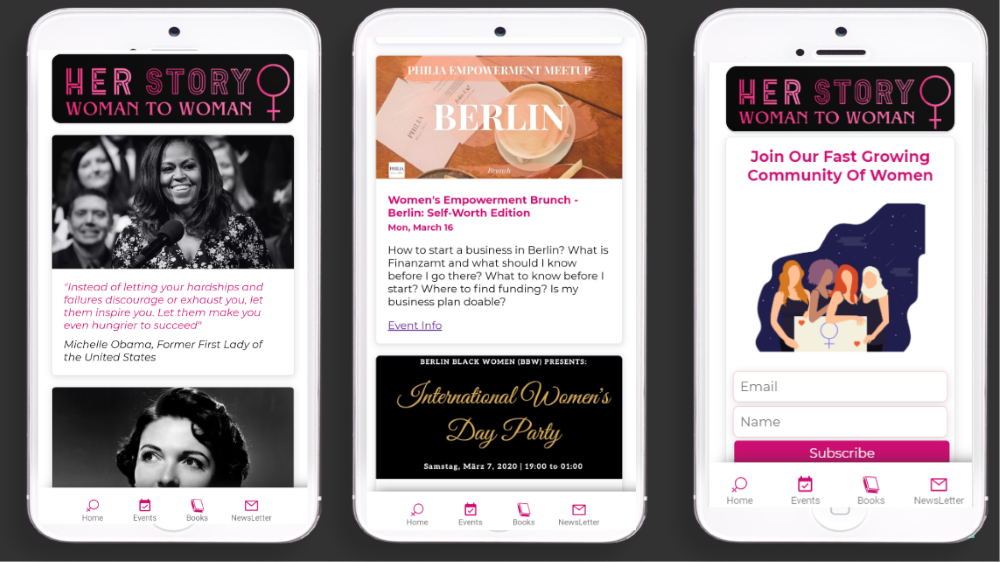 HER STORY
WOMAN TO WOMAN
"Instead of letting your hardships and
failures discourage or exhaust you, let
them inspire you. Let them make you
even hungrier to succeed"
Michelle Obama, Former First Lady of
the United States
Home
Events
Books
NewsLetter
PHILIA EMPOWERMENT MEETUP
BERLIN
PHILIA
Brunch
Women's Empowerment Brunch -
Berlin: Self-Worth Edition
Mon, March 16
How to start a business in Berlin? What is
Finanzamt and what should I know
before I go there? What to know before I
start? Where to find funding? Is my
business plan doable?
Event Info
BERLIN BLACK WOMEN (BBW) PRESENTS:
International Women's
Day Party
Samstag, März 7, 2020 | 19:00 to 01:00
Home
Events
Books
NewsLetter
HER STORY
WOMAN TO WOMAN
Join Our Fast Growing
Community Of Women
Email
Name
Subscribe
Home
Events
Books
NewsLetter